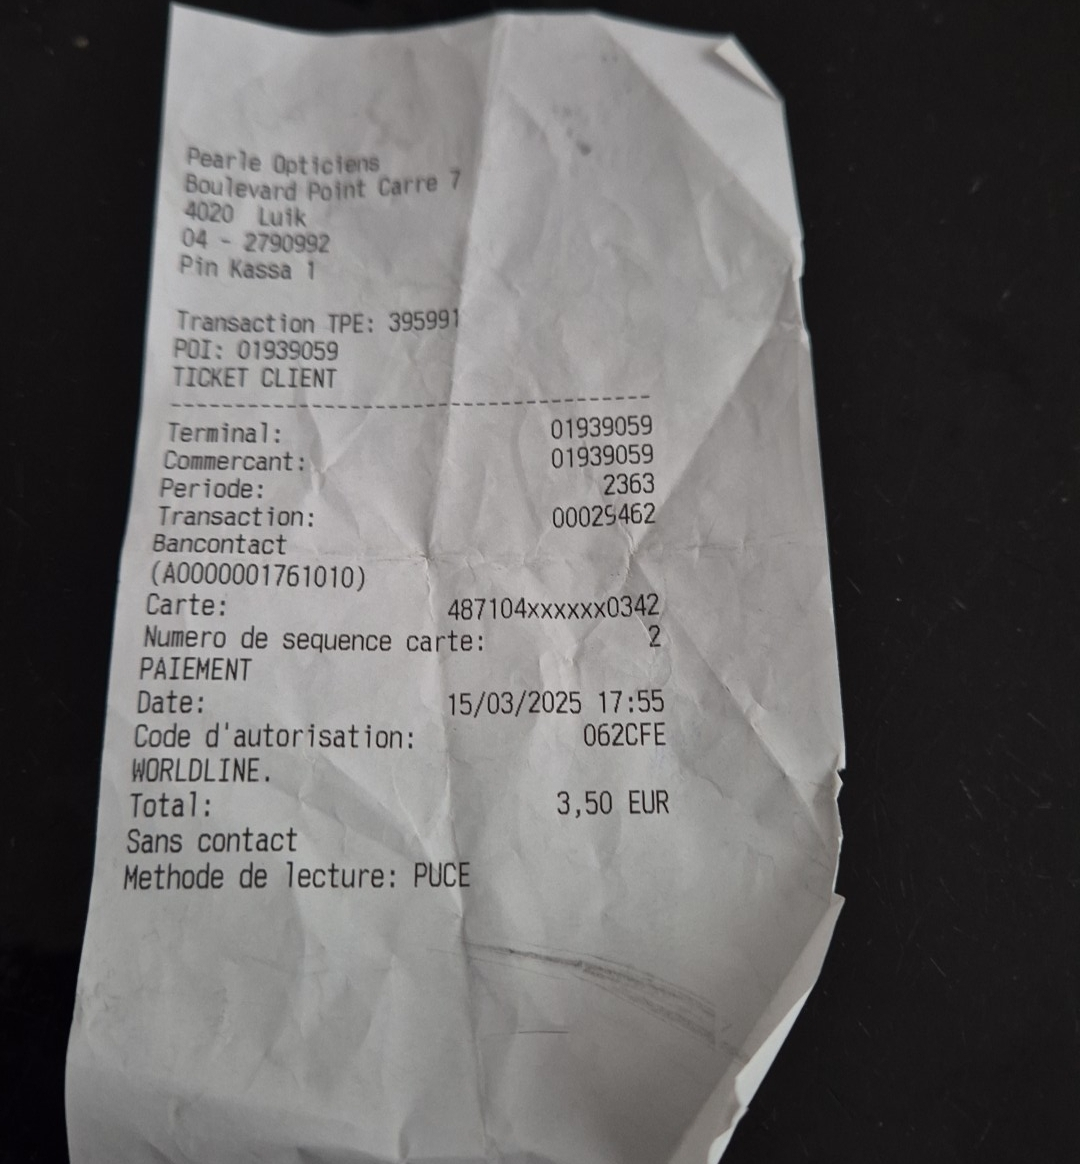 Pearle Opticiens
Boulevard Point Carre 7
4020 Luik
04 - 2790992
Pin Kassa 1
Transaction TPE: 395991
POI: 01939059
TICKET CLIENT
--------------------------------------------
Terminal: 01939059
Commercant: 01939059
Periode: 2363
Transaction: 00029462
Bancontact
(A0000001761010)
Carte: 487104xxxxxx0342
Numero de sequence carte: 2
PAIEMENT
Date: 15/03/2025 17:55
Code d'autorisation: 062CFE
WORLDLINE.
Total: 3,50 EUR
Sans contact
Methode de lecture: PUCE